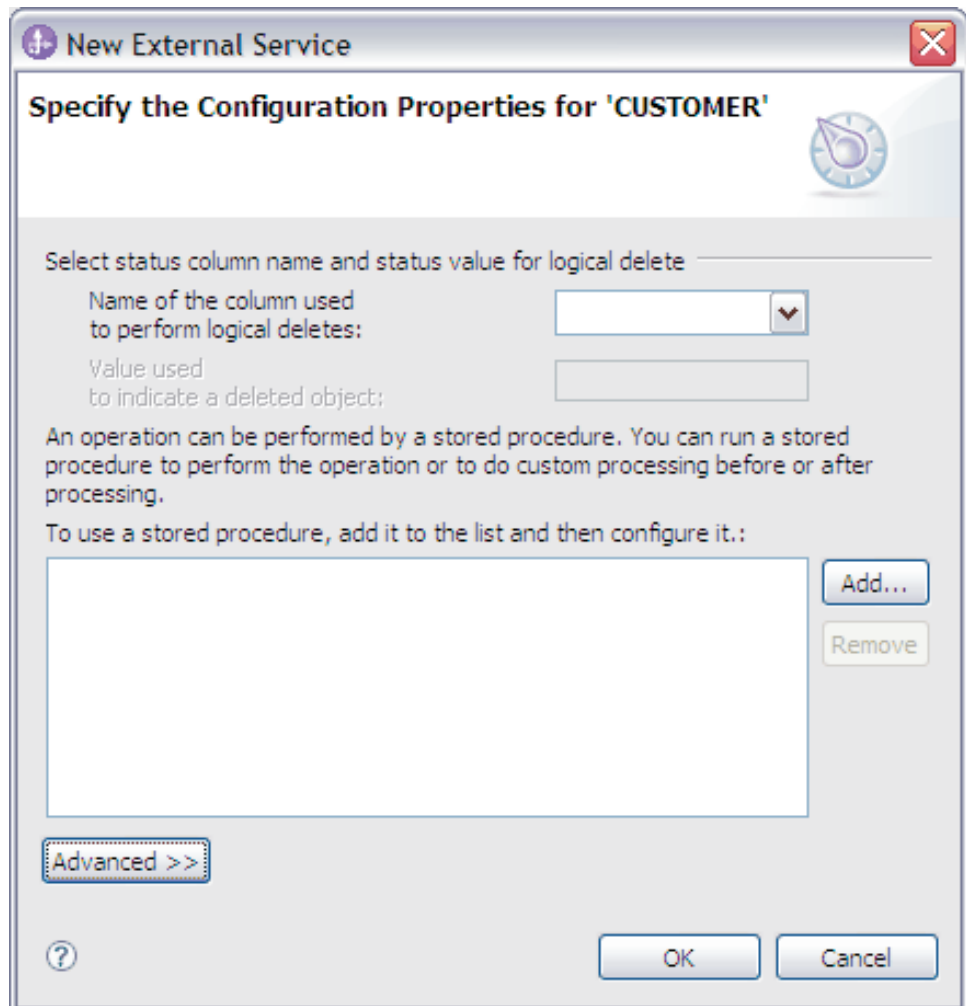 New External Service
Specify the Configuration Properties for 'CUSTOMER'
Select status column name and status value for logical delete
Name of the column used
to perform logical deletes:
Value used
to indicate a deleted object:
An operation can be performed by a stored procedure. You can run a stored
procedure to perform the operation or to do custom processing before or after
processing.
To use a stored procedure, add it to the list and then configure it.:
Add...
Remove
Advanced >>
?
OK
Cancel